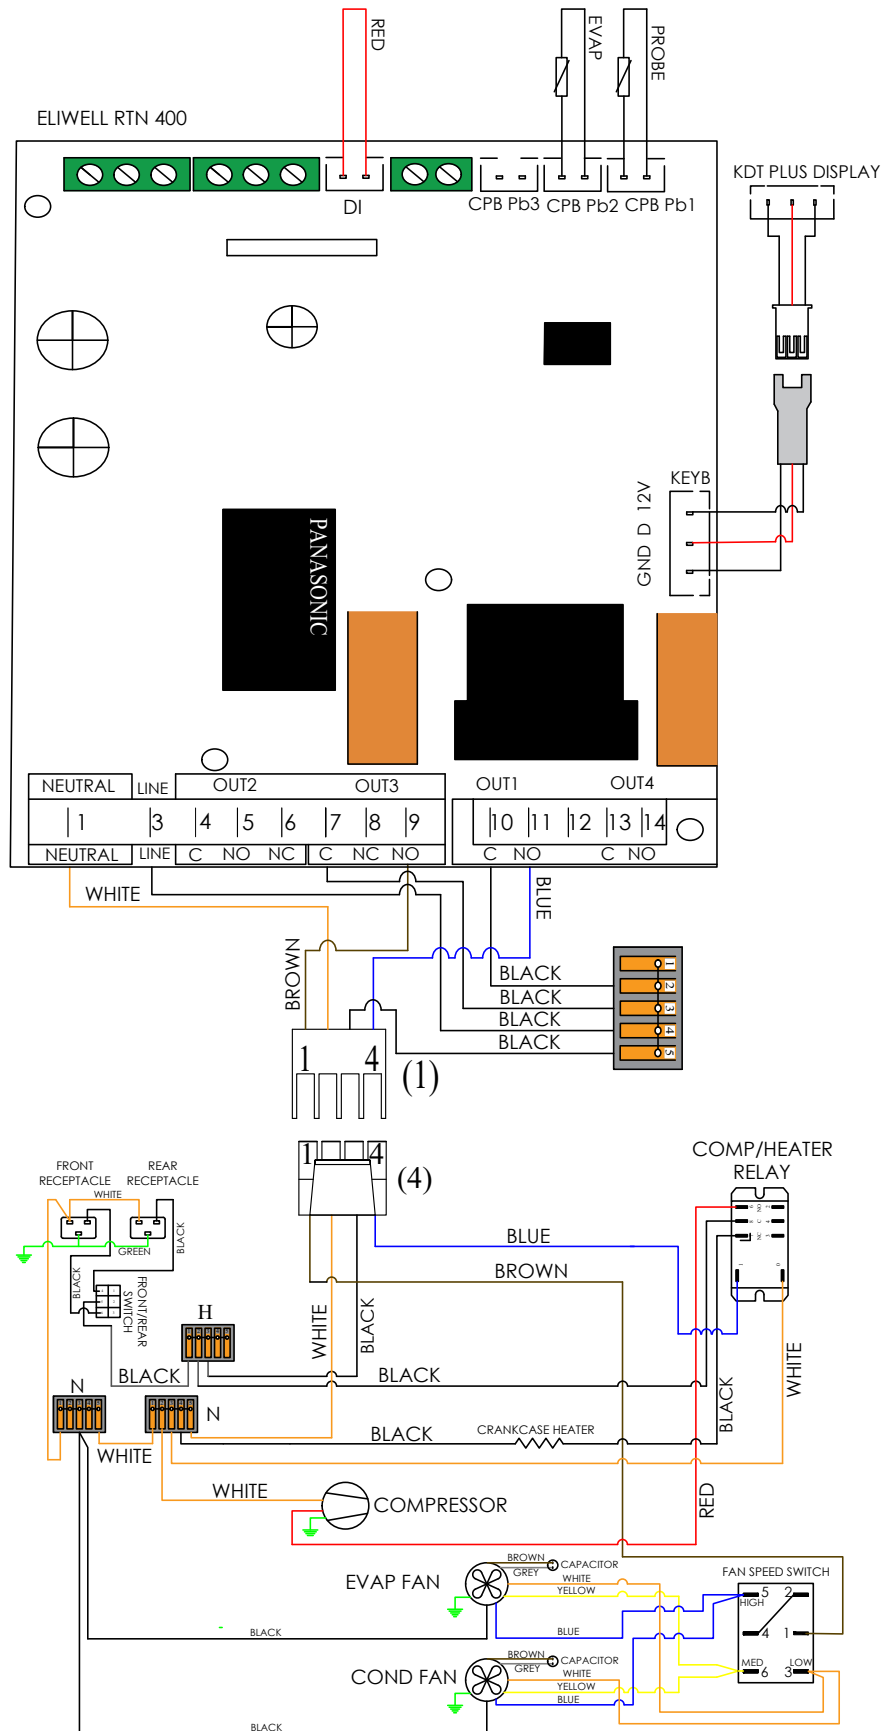 RED
EVAP
PROBE
ELIWELL RTN 400
KDT PLUS DISPLAY
DI
CPB Pb3
CPB Pb2
CPB Pb1
KEYB
GND D 12V
PANASONIC
NEUTRAL
LINE
OUT2
OUT3
OUT1
OUT4
1 3 4 5 6 7 8 9 10 11 12 13 14
NEUTRAL
LINE
C NO NC C NC NO C NO C NO
WHITE
BLUE
BROWN
BLACK
BLACK
BLACK
BLACK
1
2
3
4
5
1 4
(1)
1 4
(4)
COMP/HEATER
RELAY
FRONT
RECEPTACLE
REAR
RECEPTACLE
WHITE
GREEN
BLACK
BLACK
FRONT/REAR
SWITCH
BLUE
BROWN
WHITE
BLACK
H
BLACK
BLACK
N
N
WHITE
BLACK
CRANKCASE HEATER
BLACK
WHITE
RED
WHITE
COMPRESSOR
EVAP FAN
BROWN
GREY
CAPACITOR
WHITE
YELLOW
BLUE
BLACK
FAN SPEED SWITCH
5 2
HIGH
4 1
MED LOW
6 3
COND FAN
BROWN
GREY
CAPACITOR
WHITE
YELLOW
BLUE
BLACK